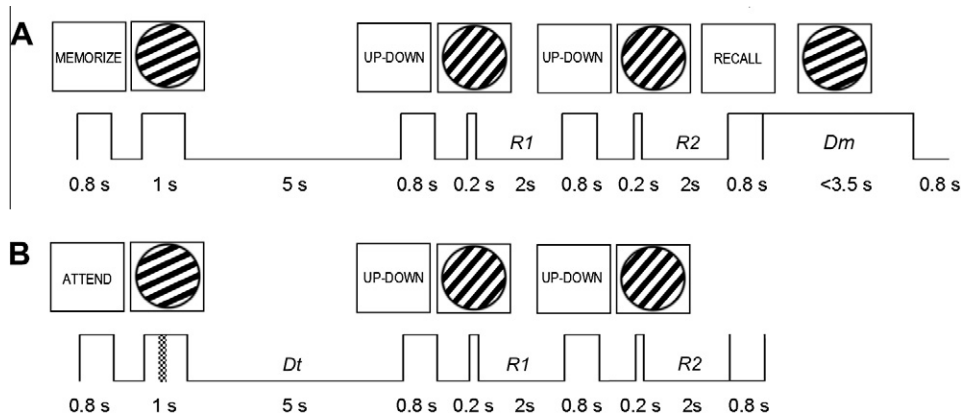 A
MEMORIZE UP-DOWN UP-DOWN RECALL
R1 R2 Dm
0.8 s 1 s 5 s 0.8 s 0.2 s 2s 0.8 s 0.2 s 2s 0.8 s <3.5 s 0.8 s
B
ATTEND UP-DOWN UP-DOWN
Dt R1 R2
0.8 s 1 s 5 s 0.8 s 0.2 s 2s 0.8 s 0.2 s 2s 0.8 s